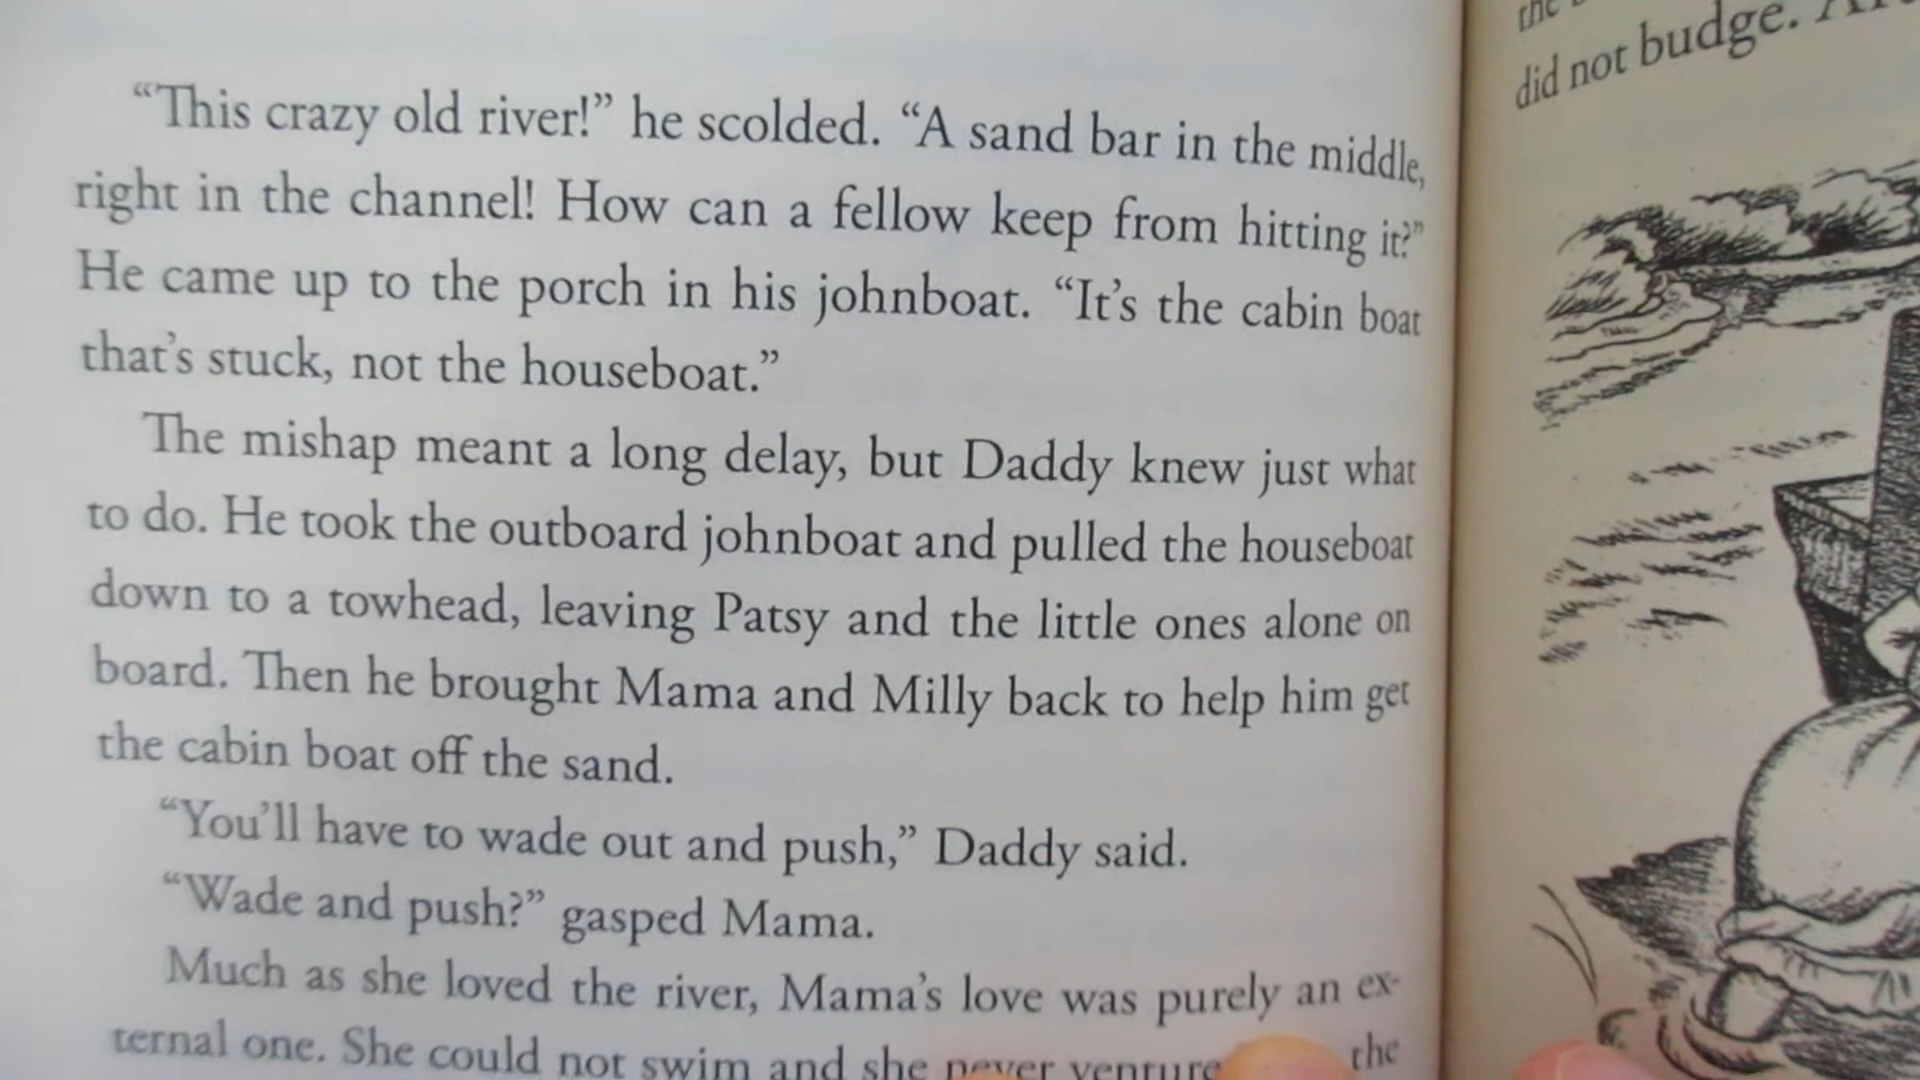 “This crazy old river!” he scolded. “A sand bar in the middle,
right in the channel! How can a fellow keep from hitting it?”
He came up to the porch in his johnboat. “It’s the cabin boat
that’s stuck, not the houseboat.”
The mishap meant a long delay, but Daddy knew just what
to do. He took the outboard johnboat and pulled the houseboat
down to a towhead, leaving Patsy and the little ones alone on
board. Then he brought Mama and Milly back to help him get
the cabin boat off the sand.
“You’ll have to wade out and push,” Daddy said.
“Wade and push?” gasped Mama.
Much as she loved the river, Mama’s love was purely an ex-
ternal one. She could not swim and she never the
the
did not budge.